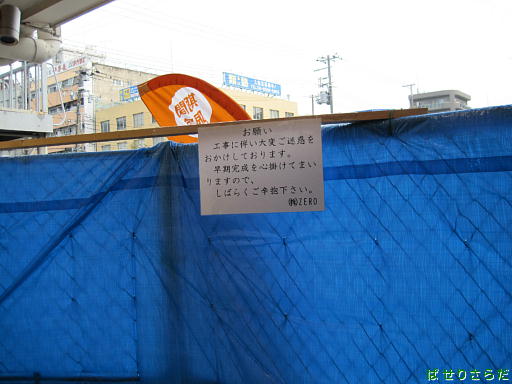 お願い
工事に伴い大変ご迷惑を
おかけしております。
早期完成を心掛けてまい
りますので、
しばらくご辛抱下さい。
㈱ZERO
期間
ぱせりさらだ